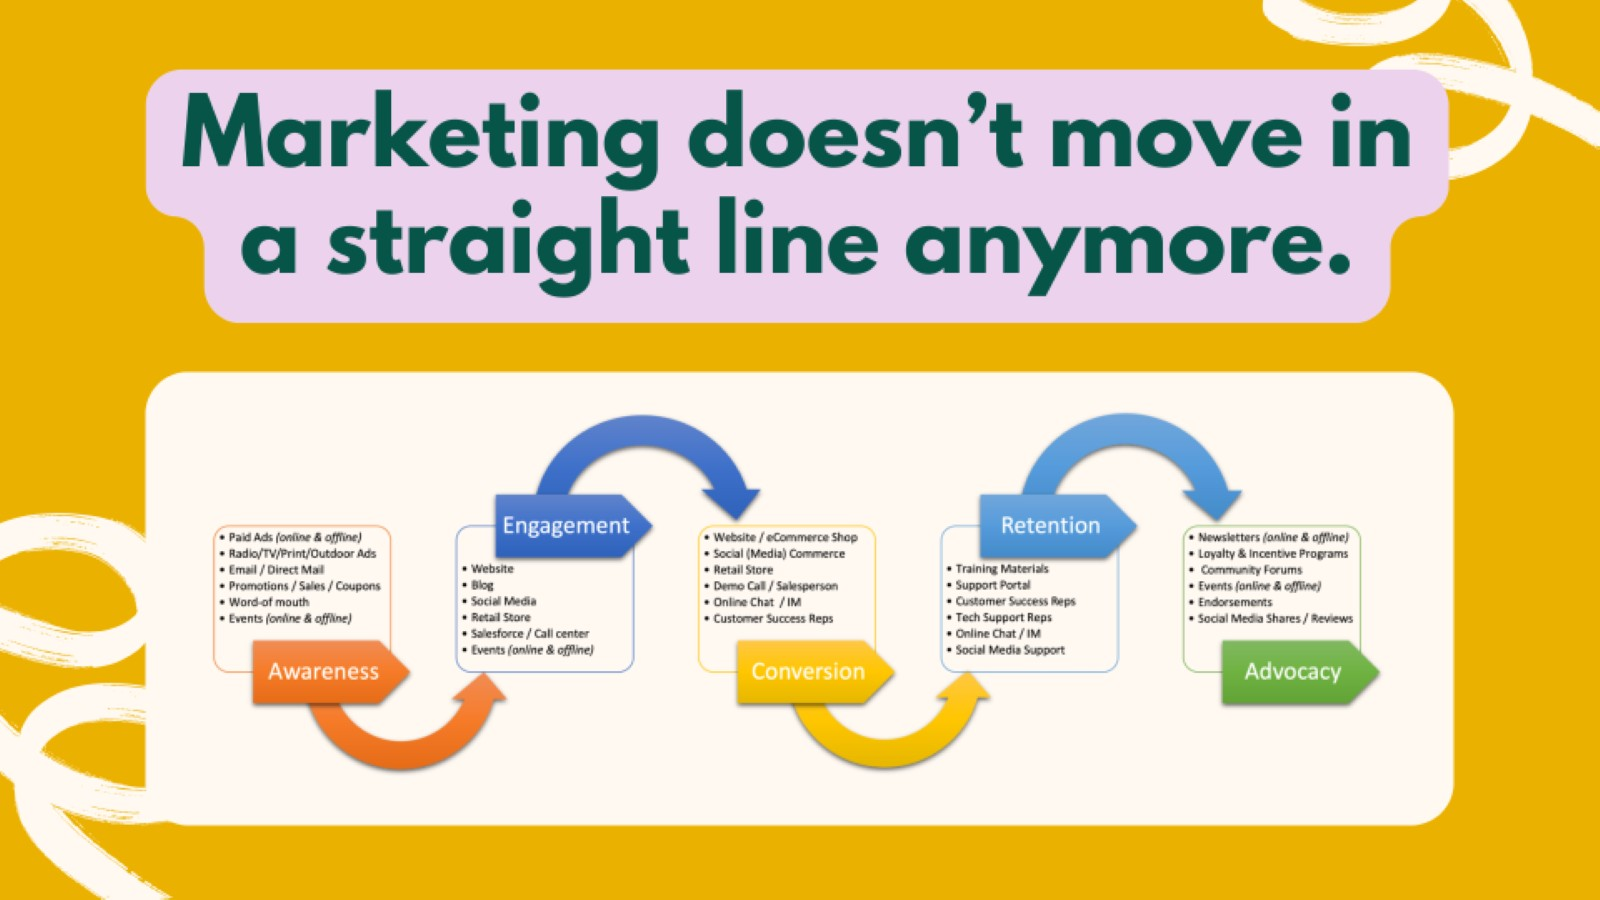 Marketing doesn’t move in
a straight line anymore.
• Paid Ads (online & offline)
• Radio/TV/Print/Outdoor Ads
• Email / Direct Mail
• Promotions / Sales / Coupons
• Word-of mouth
• Events (online & offline)
Awareness
Engagement
• Website
• Blog
• Social Media
• Retail Store
• Salesforce / Call center
• Events (online & offline)
• Website / eCommerce Shop
• Social (Media) Commerce
• Retail Store
• Demo Call / Salesperson
• Online Chat / IM
• Customer Success Reps
Conversion
Retention
• Training Materials
• Support Portal
• Customer Success Reps
• Tech Support Reps
• Online Chat / IM
• Social Media Support
• Newsletters (online & offline)
• Loyalty & Incentive Programs
• Community Forums
• Events (online & offline)
• Endorsements
• Social Media Shares / Reviews
Advocacy